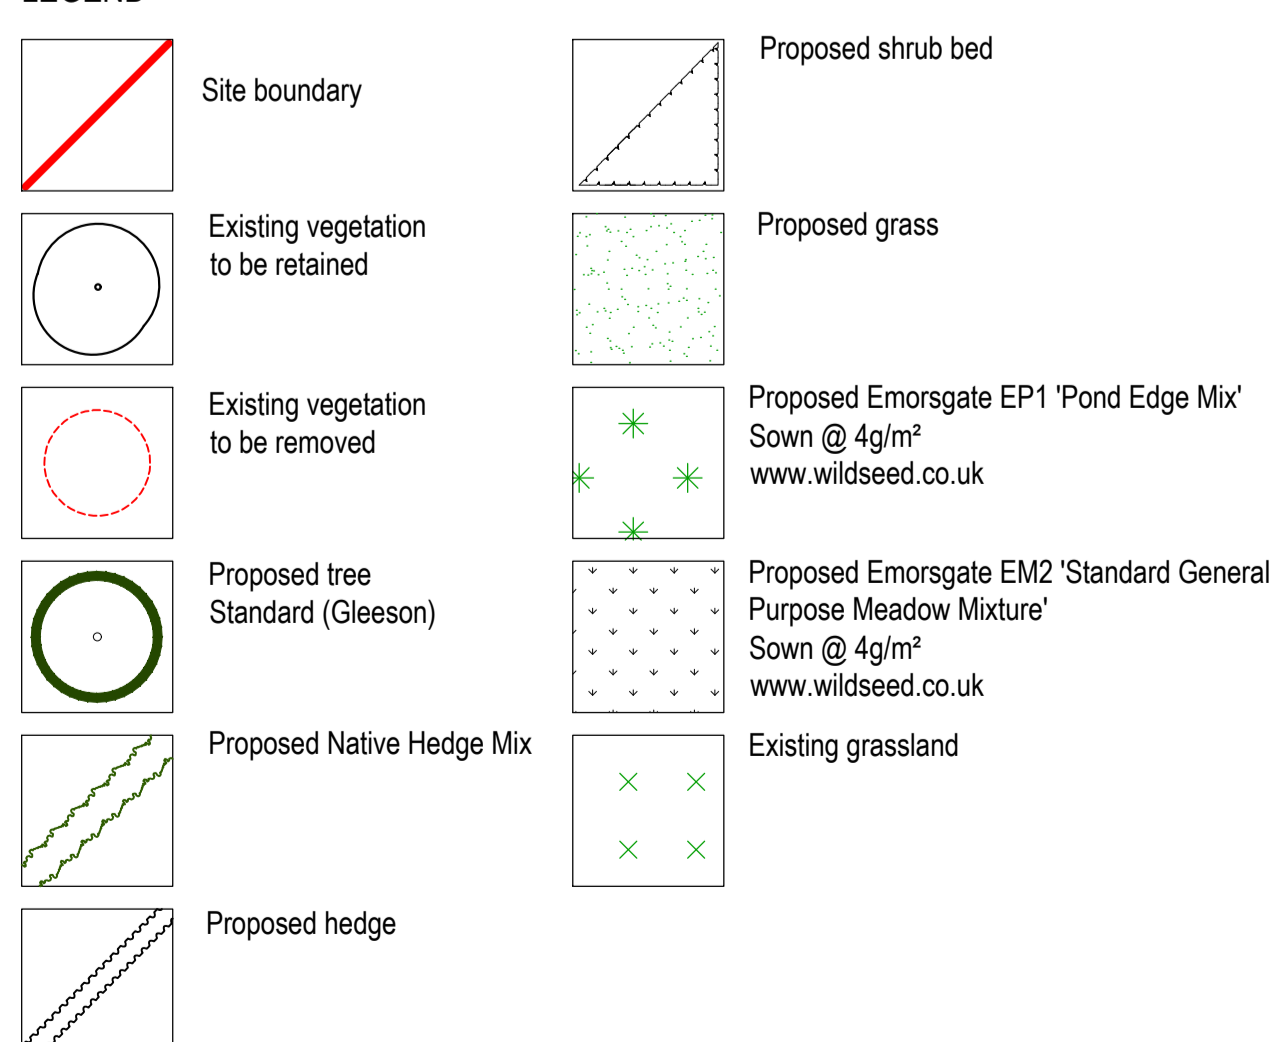 LEGEND
Site boundary
Existing vegetation
to be retained
Existing vegetation
to be removed
Proposed tree
Standard (Gleeson)
Proposed Native Hedge Mix
Proposed hedge
Proposed shrub bed
Proposed grass
Proposed Emorsgate EP1 'Pond Edge Mix'
Sown @ 4g/m²
www.wildseed.co.uk
Proposed Emorsgate EM2 'Standard General
Purpose Meadow Mixture'
Sown @ 4g/m²
www.wildseed.co.uk
Existing grassland